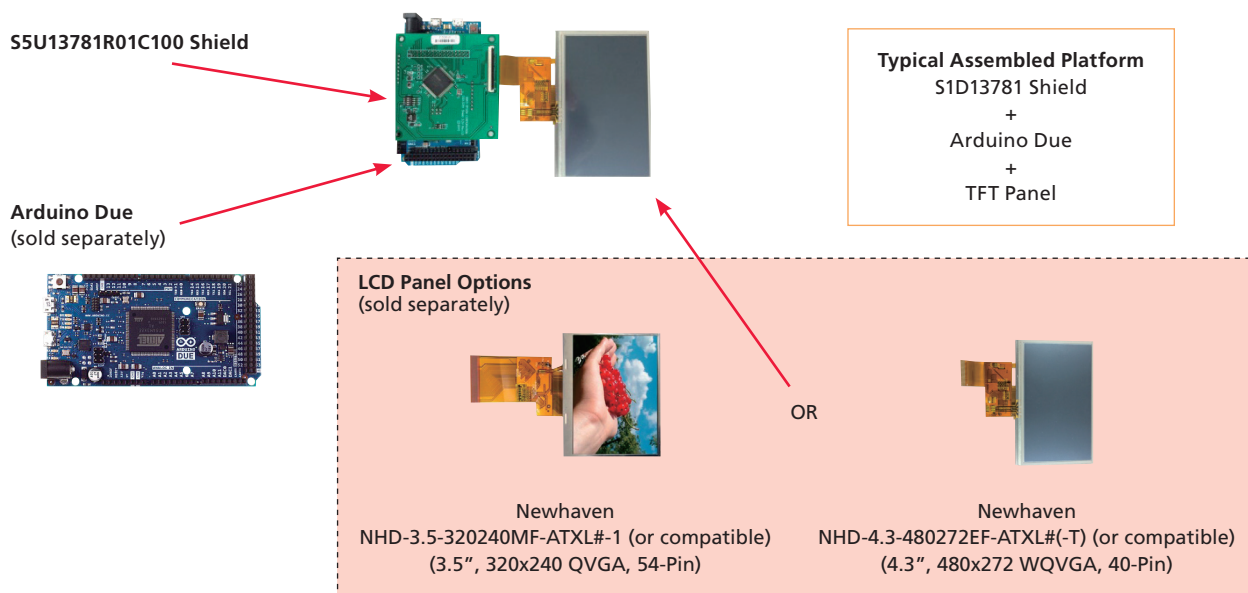 S5U13781R01C100 Shield
Typical Assembled Platform
S1D13781 Shield
+
Arduino Due
+
TFT Panel
Arduino Due
(sold separately)
LCD Panel Options
(sold separately)
ARDUINO
DUE
OR
Newhaven
NHD-3.5-320240MF-ATXL#-1 (or compatible)
(3.5”, 320x240 QVGA, 54-Pin)
Newhaven
NHD-4.3-480272EF-ATXL#(-T) (or compatible)
(4.3”, 480x272 WQVGA, 40-Pin)